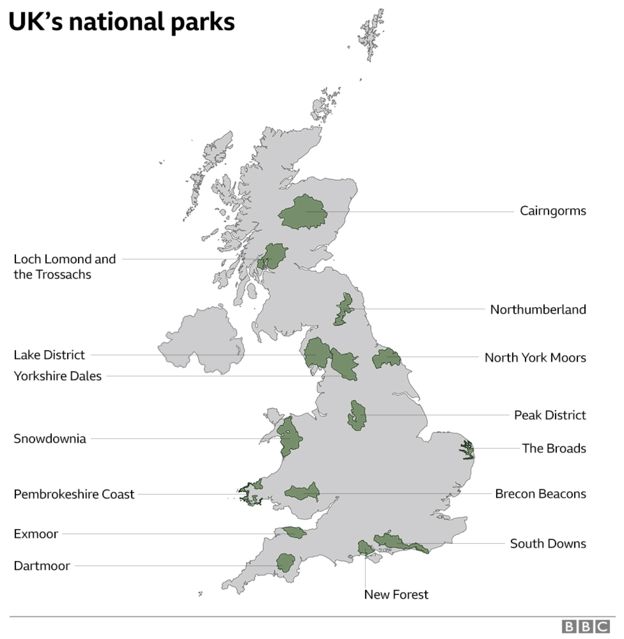 UK's national parks
Cairngorms
Loch Lomond and
the Trossachs
Northumberland
Lake District
North York Moors
Yorkshire Dales
Peak District
Snowdownia
The Broads
Pembrokeshire Coast
Brecon Beacons
Exmoor
South Downs
Dartmoor
New Forest
BBC